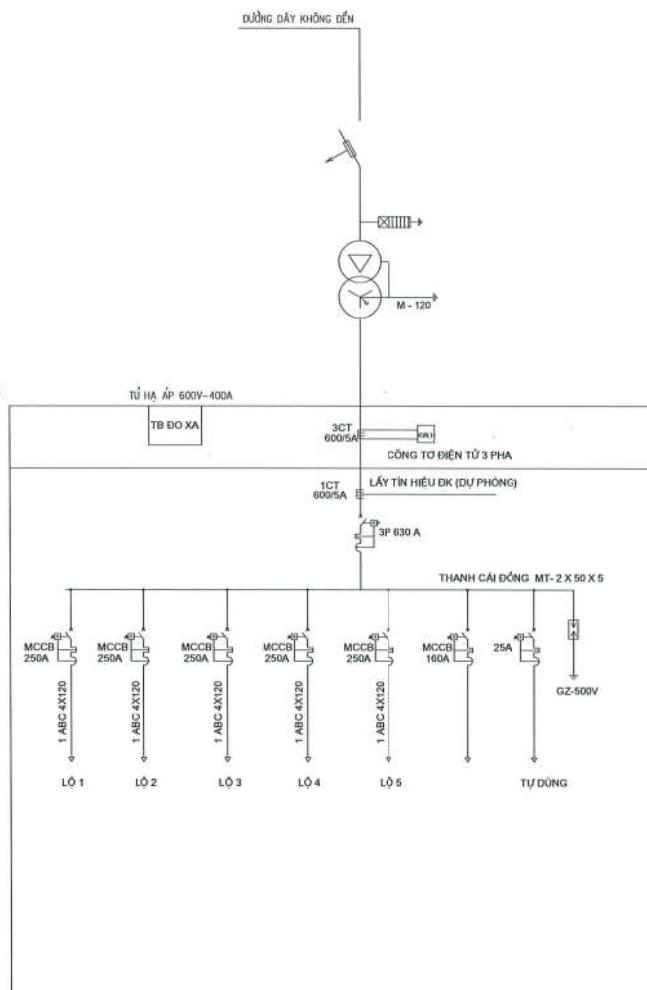 DƯỜNG DÂY KHÔNG ĐẾN
M - 120
TỦ HẠ ÁP 600V-400A
TB ĐO XA
3CT
600/5A
KW.h
CÔNG TƠ ĐIỆN TỬ 3 PHA
1CT
600/5A
LẤY TÍN HIỆU ĐK (DỰ PHÒNG)
3P 630 A
THANH CÁI ĐỒNG MT- 2 X 50 X 5
MCCB
250A
MCCB
250A
MCCB
250A
MCCB
250A
MCCB
250A
MCCB
160A
25A
GZ-500V
1 ABC 4X120
1 ABC 4X120
1 ABC 4X120
1 ABC 4X120
1 ABC 4X120
LỘ 1
LỘ 2
LỘ 3
LỘ 4
LỘ 5
TỰ DÙNG